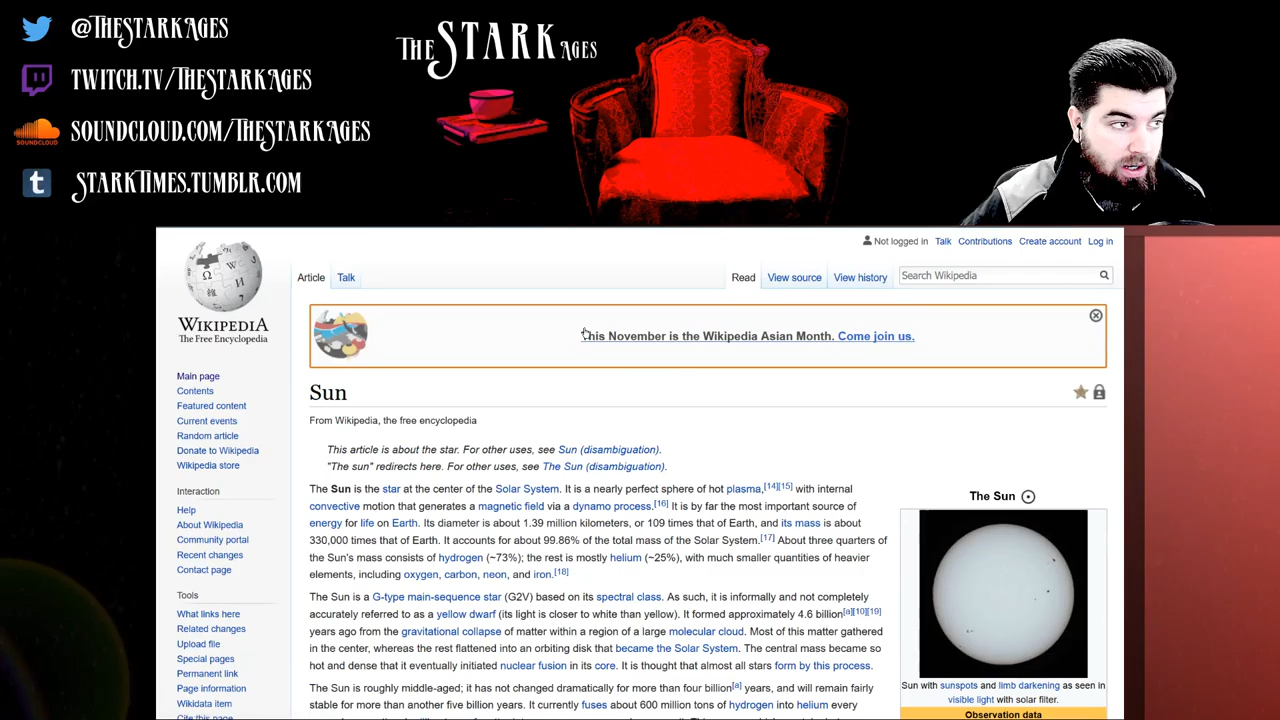 @TheStarkAges
twitch.tv/TheStarkAges
SOUNDCLOUD
soundcloud.com/TheStarkAges
t
StarkTimes.tumblr.com
The STARK AGES
WIKIPEDIA
The Free Encyclopedia
Main page
Contents
Featured content
Current events
Random article
Donate to Wikipedia
Wikipedia store
Interaction
Help
About Wikipedia
Community portal
Recent changes
Contact page
Tools
What links here
Related changes
Upload file
Special pages
Permanent link
Page information
Wikidata item
Cite this page
Not logged in Talk Contributions Create account Log in
Article Talk Read View source View history Search Wikipedia
This November is the Wikipedia Asian Month. Come join us.
Sun
From Wikipedia, the free encyclopedia
This article is about the star. For other uses, see Sun (disambiguation).
"The sun" redirects here. For other uses, see The Sun (disambiguation).
The Sun is the star at the center of the Solar System. It is a nearly perfect sphere of hot plasma,[14][15] with internal
convective motion that generates a magnetic field via a dynamo process.[16] It is by far the most important source of
energy for life on Earth. Its diameter is about 1.39 million kilometers, or 109 times that of Earth, and its mass is about
330,000 times that of Earth. It accounts for about 99.86% of the total mass of the Solar System.[17] About three quarters of
the Sun's mass consists of hydrogen (~73%); the rest is mostly helium (~25%), with much smaller quantities of heavier
elements, including oxygen, carbon, neon, and iron.[18]
The Sun is a G-type main-sequence star (G2V) based on its spectral class. As such, it is informally and not completely
accurately referred to as a yellow dwarf (its light is closer to white than yellow). It formed approximately 4.6 billion[a][10][19]
years ago from the gravitational collapse of matter within a region of a large molecular cloud. Most of this matter gathered
in the center, whereas the rest flattened into an orbiting disk that became the Solar System. The central mass became so
hot and dense that it eventually initiated nuclear fusion in its core. It is thought that almost all stars form by this process.
The Sun is roughly middle-aged; it has not changed dramatically for more than four billion[a] years, and will remain fairly
stable for more than another five billion years. It currently fuses about 600 million tons of hydrogen into helium every
The Sun
Sun with sunspots and limb darkening as seen in
visible light with solar filter.
Observation data